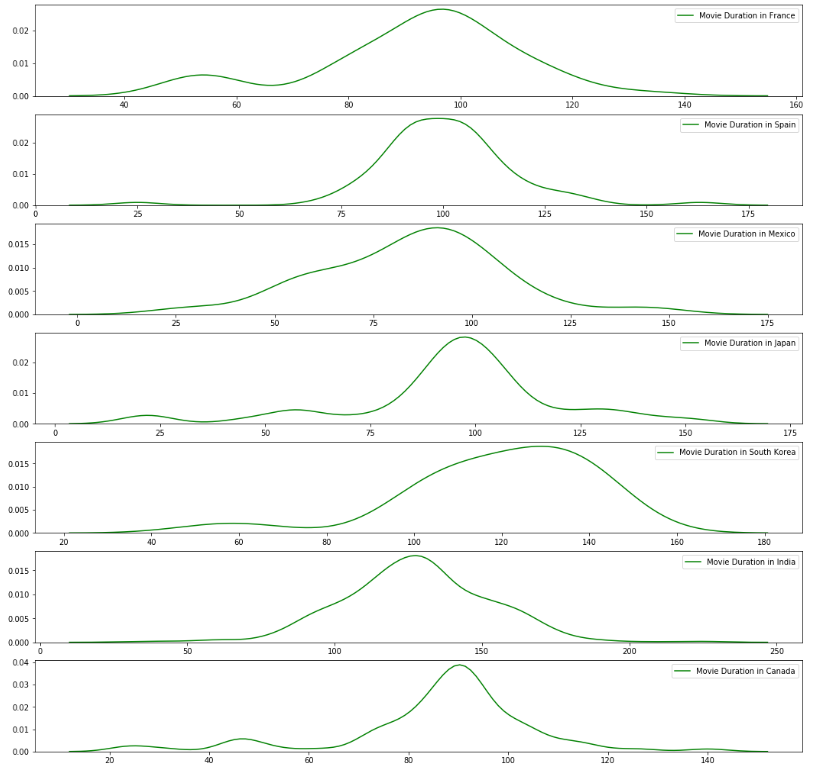 Movie Duration in France
0.02
0.01
0.00
40 60 80 100 120 140 160
Movie Duration in Spain
0.02
0.01
0.00
0 25 50 75 100 125 150 175
Movie Duration in Mexico
0.015
0.010
0.005
0.000
0 25 50 75 100 125 150 175
Movie Duration in Japan
0.02
0.01
0.00
0 25 50 75 100 125 150 175
Movie Duration in South Korea
0.015
0.010
0.005
0.000
20 40 60 80 100 120 140 160 180
Movie Duration in India
0.015
0.010
0.005
0.000
0 50 100 150 200 250
Movie Duration in Canada
0.04
0.03
0.02
0.01
0.00
20 40 60 80 100 120 140